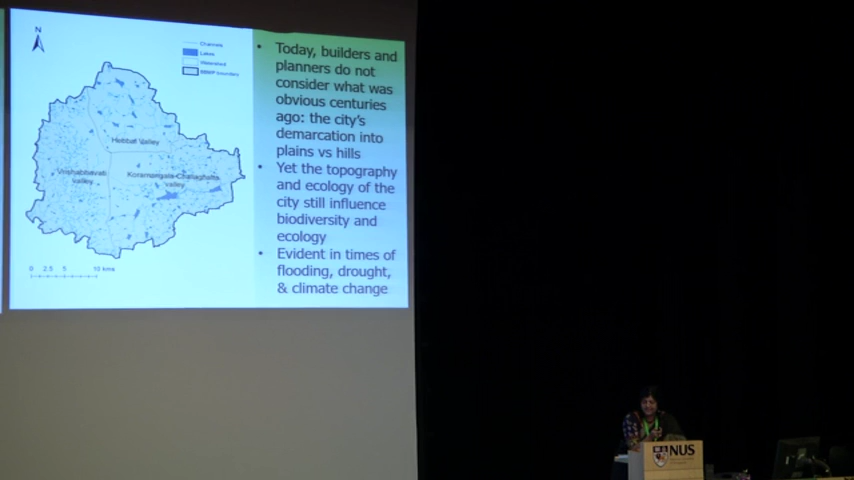 N
Channels
Lakes
Watershed
BBMP boundary
Hebbal Valley
Vrishabhavati
valley
Koramangala-Challaghatta
valley
0 2.5 5 10 kms
• Today, builders and
planners do not
consider what was
obvious centuries
ago: the city's
demarcation into
plains vs hills
• Yet the topography
and ecology of the
city still influence
biodiversity and
ecology
• Evident in times of
flooding, drought,
& climate change
NUS